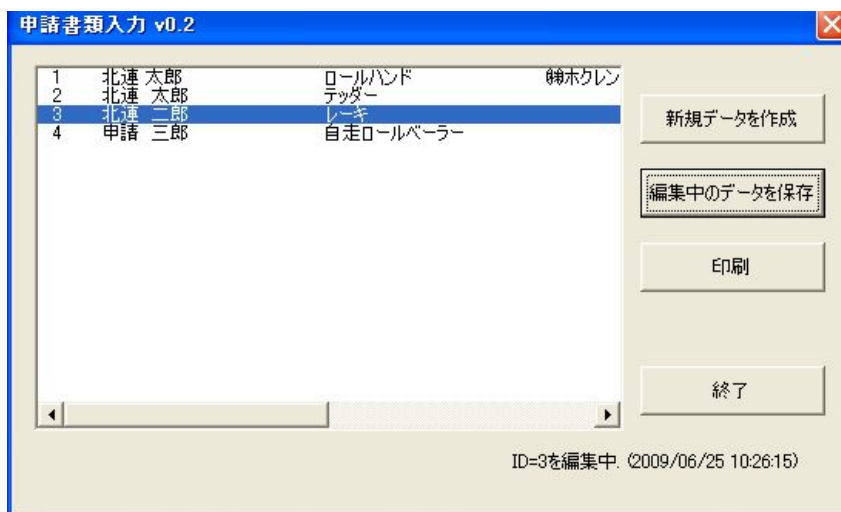 申請書類入力 v0.2
1 北連 太郎 ロールハンド ㈱ホクレン
2 北連 太郎 テッダー
3 北連 二郎 レーキ
4 申請 三郎 自走ロールベーラー
新規データを作成
編集中のデータを保存
印刷
終了
ID=3を編集中. (2009/06/25 10:26:15)